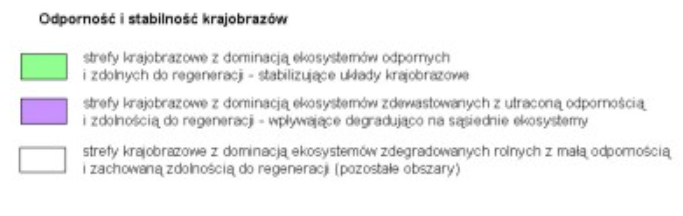 Odporność i stabilność krajobrazów
strefy krajobrazowe z dominacją ekosystemów odpornych
i zdolnych do regeneracji - stabilizujące układy krajobrazowe
strefy krajobrazowe z dominacją ekosystemów zdewastowanych z utraconą odpornością
i zdolnością do regeneracji - wpływające degradująco na sąsiednie ekosystemy
strefy krajobrazowe z dominacją ekosystemów zdegradowanych rolnych z małą odpornością
i zachowaną zdolnością do regeneracji (pozostałe obszary)